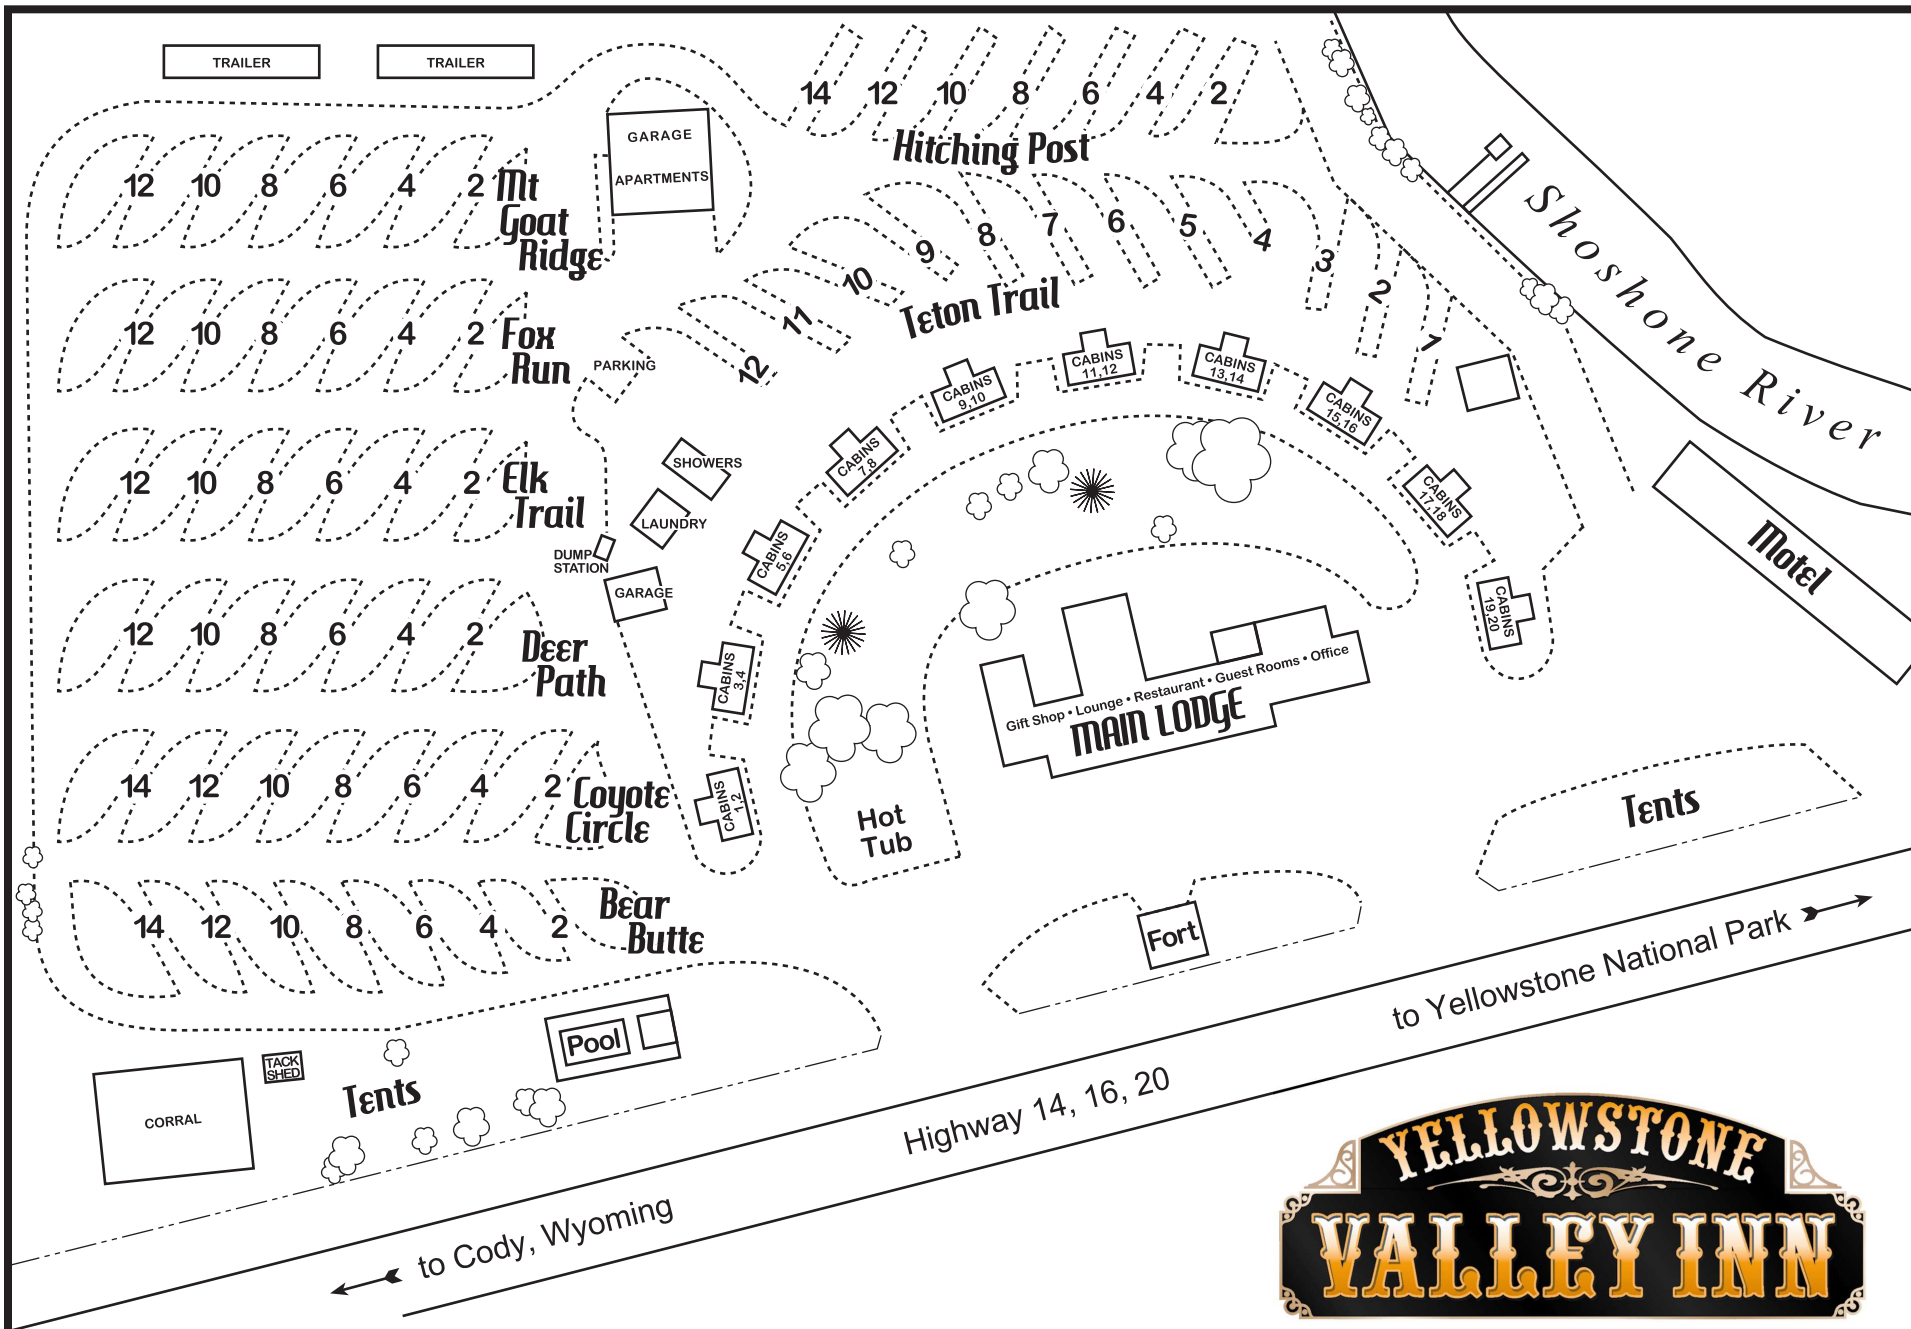 TRAILER
TRAILER
14 12 10 8 6 4 2
Hitching Post
GARAGE
APARTMENTS
12 10 8 6 4 2
Mt
Goat
Ridge
12 10 8 6 4 2
Fox
Run
PARKING
12 11 10 9 8 7 6 5 4 3 2 1
Teton Trail
Shoshone River
12 10 8 6 4 2
Elk
Trail
SHOWERS
LAUNDRY
DUMP
STATION
GARAGE
12 10 8 6 4 2
Deer
Path
14 12 10 8 6 4 2
Coyote
Circle
14 12 10 8 6 4 2
Bear
Butte
CABINS
1,2
CABINS
3,4
CABINS
5,6
CABINS
7,8
CABINS
9,10
CABINS
11,12
CABINS
13,14
CABINS
15,16
CABINS
17,18
CABINS
19,20
Motel
Gift Shop • Lounge • Restaurant • Guest Rooms • Office
MAIN LODGE
Hot
Tub
Tents
Fort
Pool
TACK
SHED
CORRAL
Tents
to Yellowstone National Park
Highway 14, 16, 20
to Cody, Wyoming
YELLOWSTONE
VALLEY INN